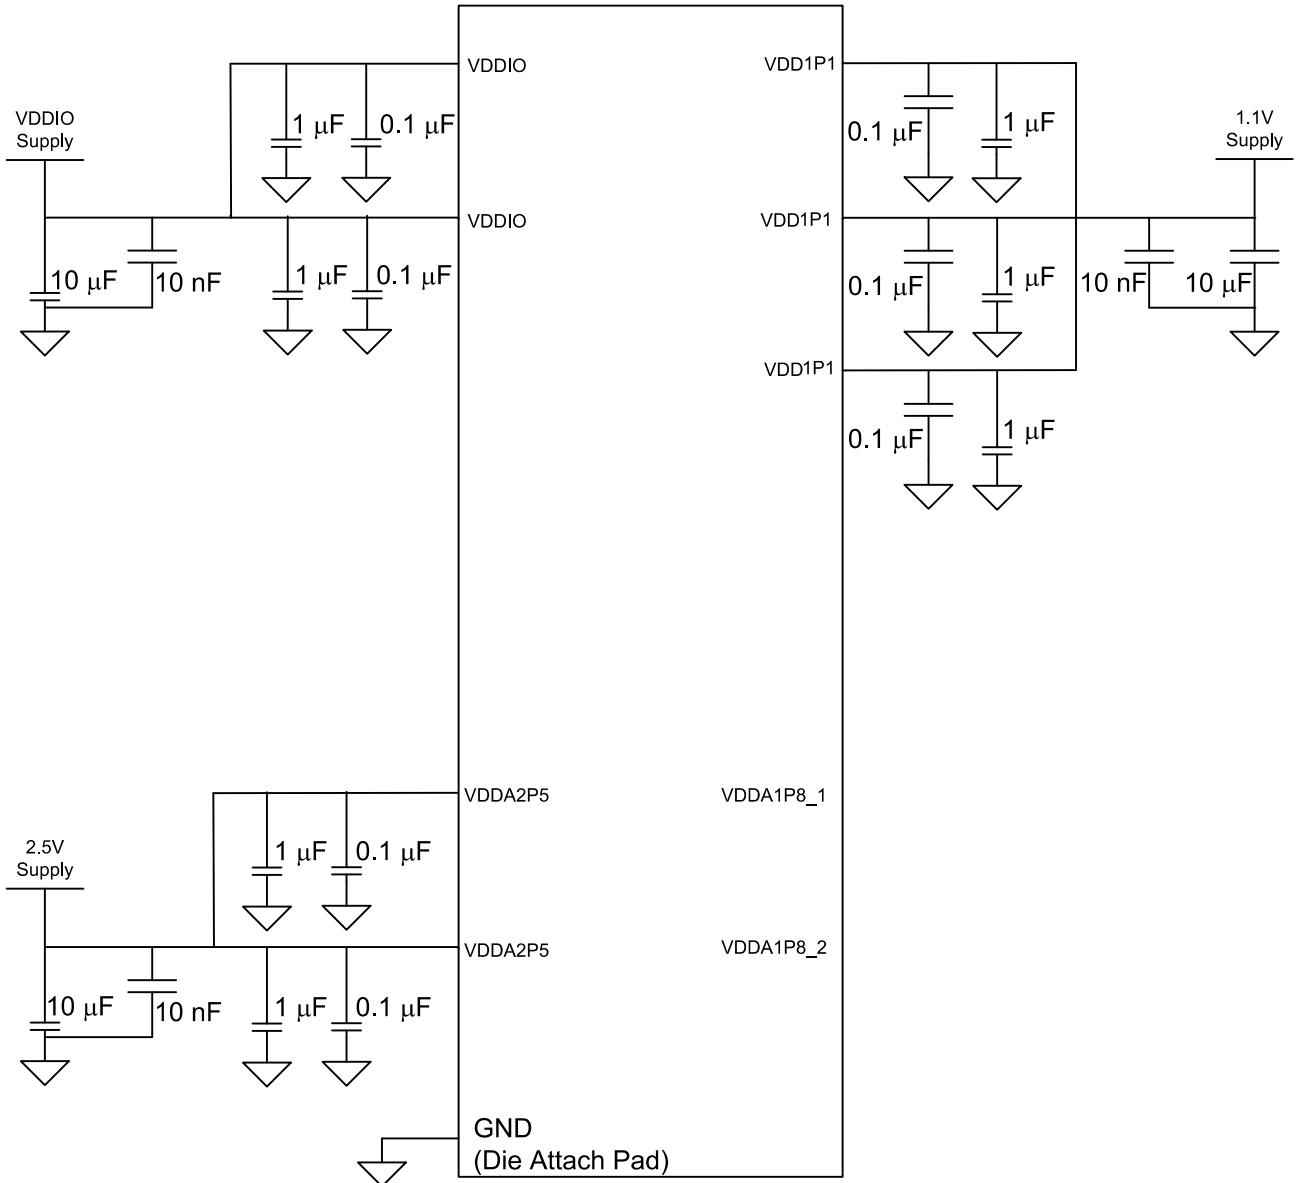 VDDIO
VDD1P1
VDDIO
Supply
1 μF
0.1 μF
0.1 μF
1 μF
1.1V
Supply
VDDIO
VDD1P1
10 μF
10 nF
1 μF
0.1 μF
0.1 μF
1 μF
10 nF
10 μF
VDD1P1
0.1 μF
1 μF
VDDA2P5
VDDA1P8_1
2.5V
Supply
1 μF
0.1 μF
VDDA2P5
VDDA1P8_2
10 μF
10 nF
1 μF
0.1 μF
GND
(Die Attach Pad)